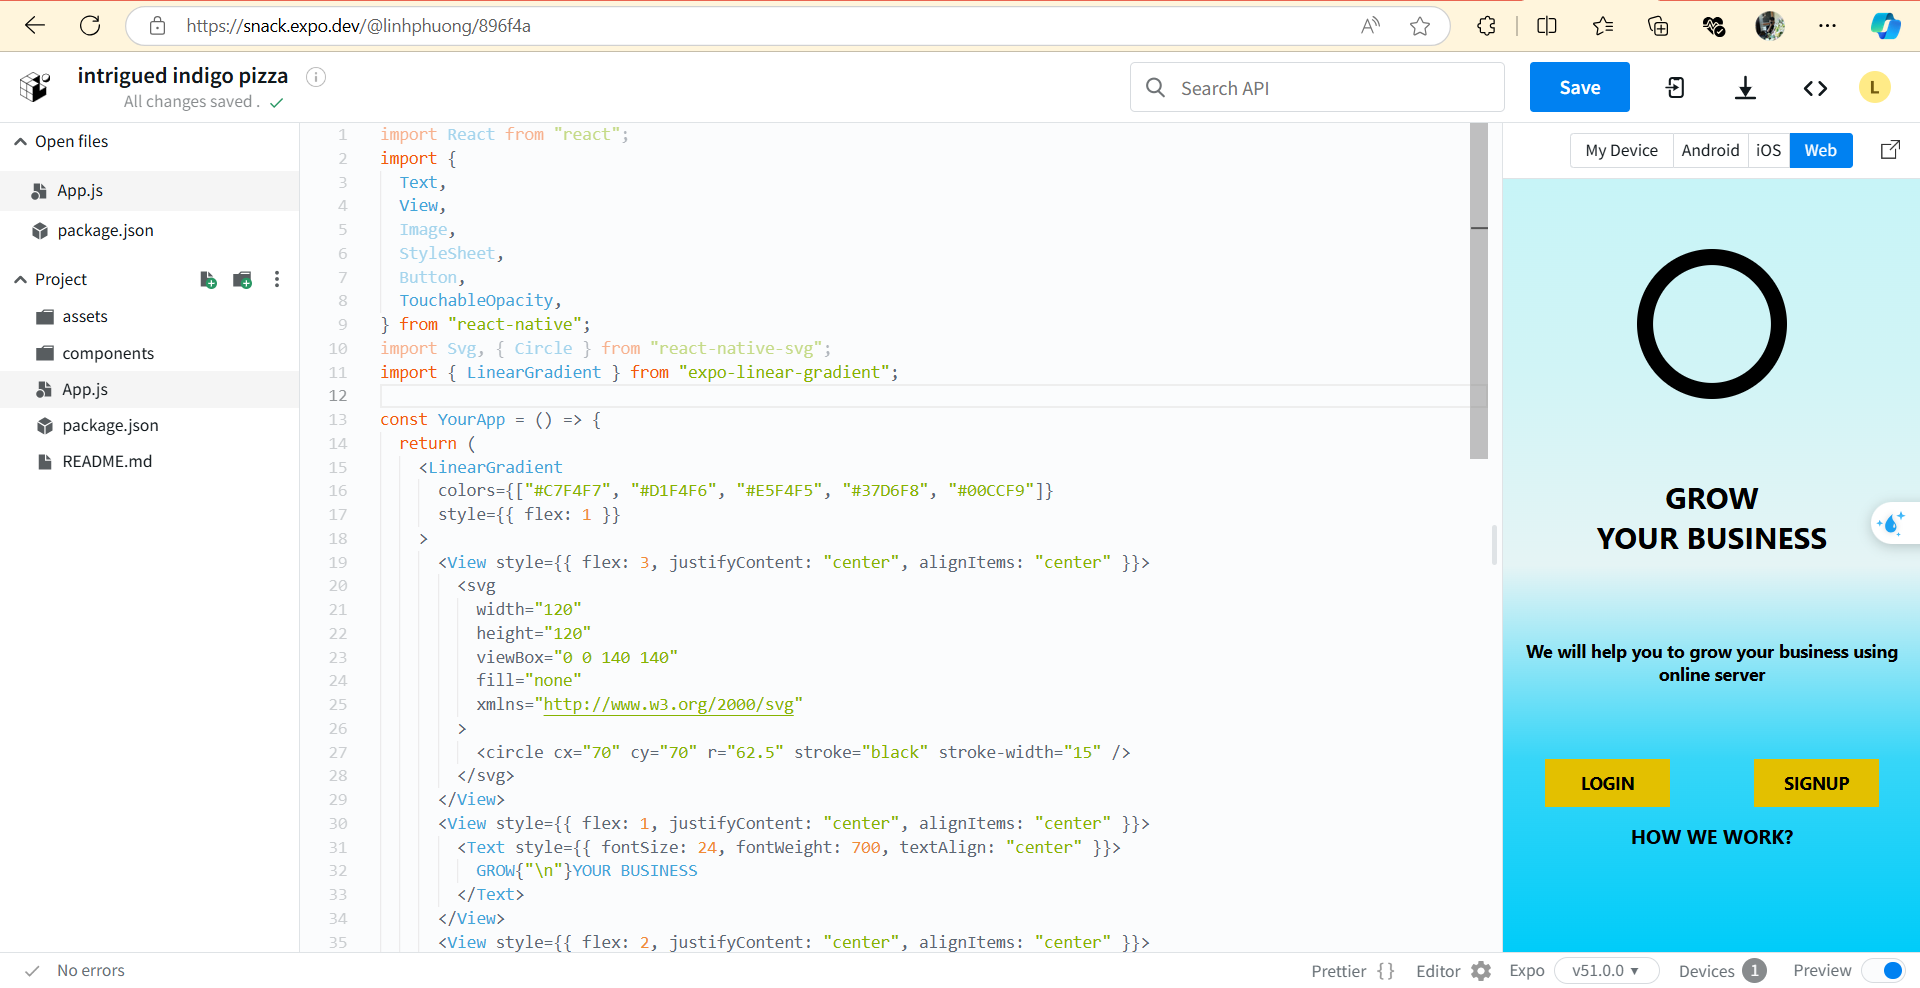 https://snack.expo.dev/@linhphuong/896f4a
intrigued indigo pizza
All changes saved .
Search API
Save
L
Open files
App.js
package.json
Project
assets
components
App.js
package.json
README.md
1 import React from "react";
2 import {
3 Text,
4 View,
5 Image,
6 StyleSheet,
7 Button,
8 TouchableOpacity,
9 } from "react-native";
10 import Svg, { Circle } from "react-native-svg";
11 import { LinearGradient } from "expo-linear-gradient";
12
13 const YourApp = () => {
14 return (
15 <LinearGradient
16 colors={["#C7F4F7", "#D1F4F6", "#E5F4F5", "#37D6F8", "#00CCF9"]}
17 style={{ flex: 1 }}
18 >
19 <View style={{ flex: 3, justifyContent: "center", alignItems: "center" }}>
20 <svg
21 width="120"
22 height="120"
23 viewBox="0 0 140 140"
24 fill="none"
25 xmlns="http://www.w3.org/2000/svg"
26 >
27 <circle cx="70" cy="70" r="62.5" stroke="black" stroke-width="15" />
28 </svg>
29 </View>
30 <View style={{ flex: 1, justifyContent: "center", alignItems: "center" }}>
31 <Text style={{ fontSize: 24, fontWeight: 700, textAlign: "center" }}>
32 GROW{"\n"}YOUR BUSINESS
33 </Text>
34 </View>
35 <View style={{ flex: 2, justifyContent: "center", alignItems: "center" }}>
My Device Android iOS Web
GROW
YOUR BUSINESS
We will help you to grow your business using
online server
LOGIN SIGNUP
HOW WE WORK?
No errors
Prettier {} Editor Expo v51.0.0 Devices 1 Preview